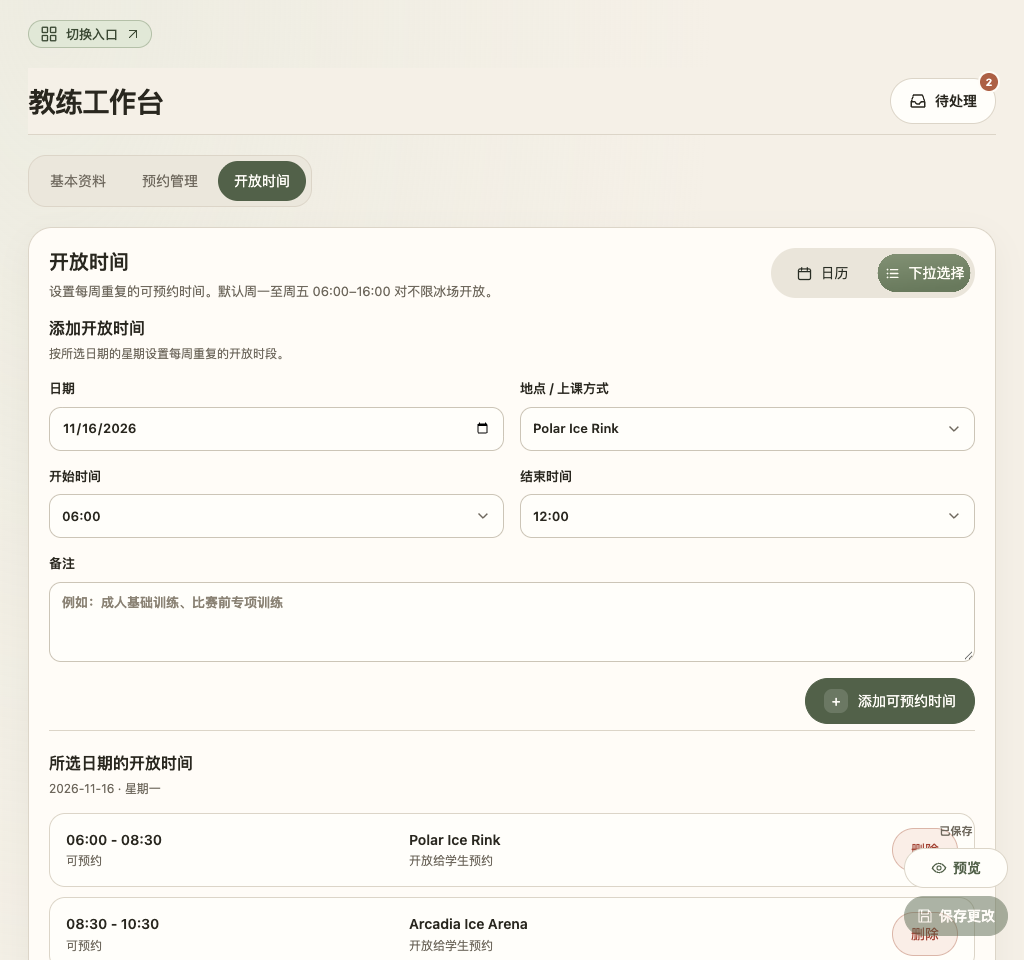 切换入口
教练工作台
待处理
2
基本资料
预约管理
开放时间
开放时间
设置每周重复的可预约时间。默认周一至周五 06:00–16:00 对不限冰场开放。
日历
下拉选择
添加开放时间
按所选日期的星期设置每周重复的开放时段。
日期
地点 / 上课方式
11/16/2026
Polar Ice Rink
开始时间
结束时间
06:00
12:00
备注
例如：成人基础训练、比赛前专项训练
+ 添加可预约时间
所选日期的开放时间
2026-11-16 · 星期一
06:00 - 08:30
Polar Ice Rink
可预约
开放给学生预约
已保存
删除
预览
08:30 - 10:30
Arcadia Ice Arena
可预约
开放给学生预约
保存更改
删除